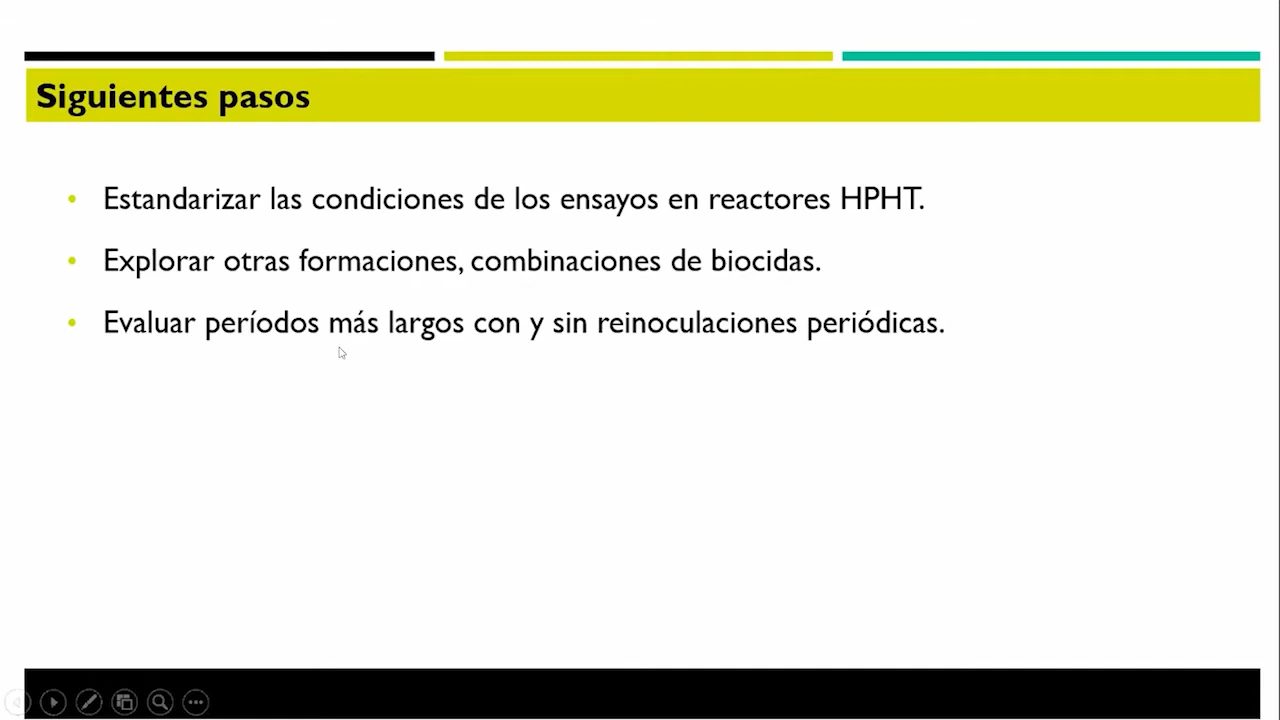 Siguientes pasos
• Estandarizar las condiciones de los ensayos en reactores HPHT.
• Explorar otras formaciones, combinaciones de biocidas.
• Evaluar períodos más largos con y sin reinoculaciones periódicas.